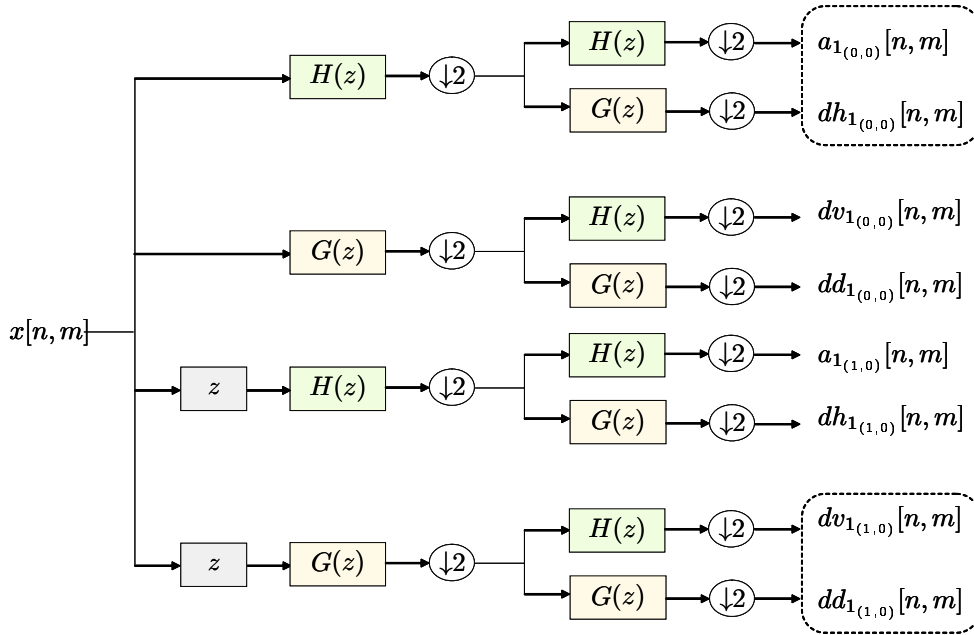 H(z) ↓2 a₁₍₀,₀₎[n, m]
H(z) ↓2
G(z) ↓2 dh₁₍₀,₀₎[n, m]
H(z) ↓2 dv₁₍₀,₀₎[n, m]
G(z) ↓2
G(z) ↓2 dd₁₍₀,₀₎[n, m]
x[n, m]
H(z) ↓2 a₁₍₁,₀₎[n, m]
z H(z) ↓2
G(z) ↓2 dh₁₍₁,₀₎[n, m]
H(z) ↓2 dv₁₍₁,₀₎[n, m]
z G(z) ↓2
G(z) ↓2 dd₁₍₁,₀₎[n, m]